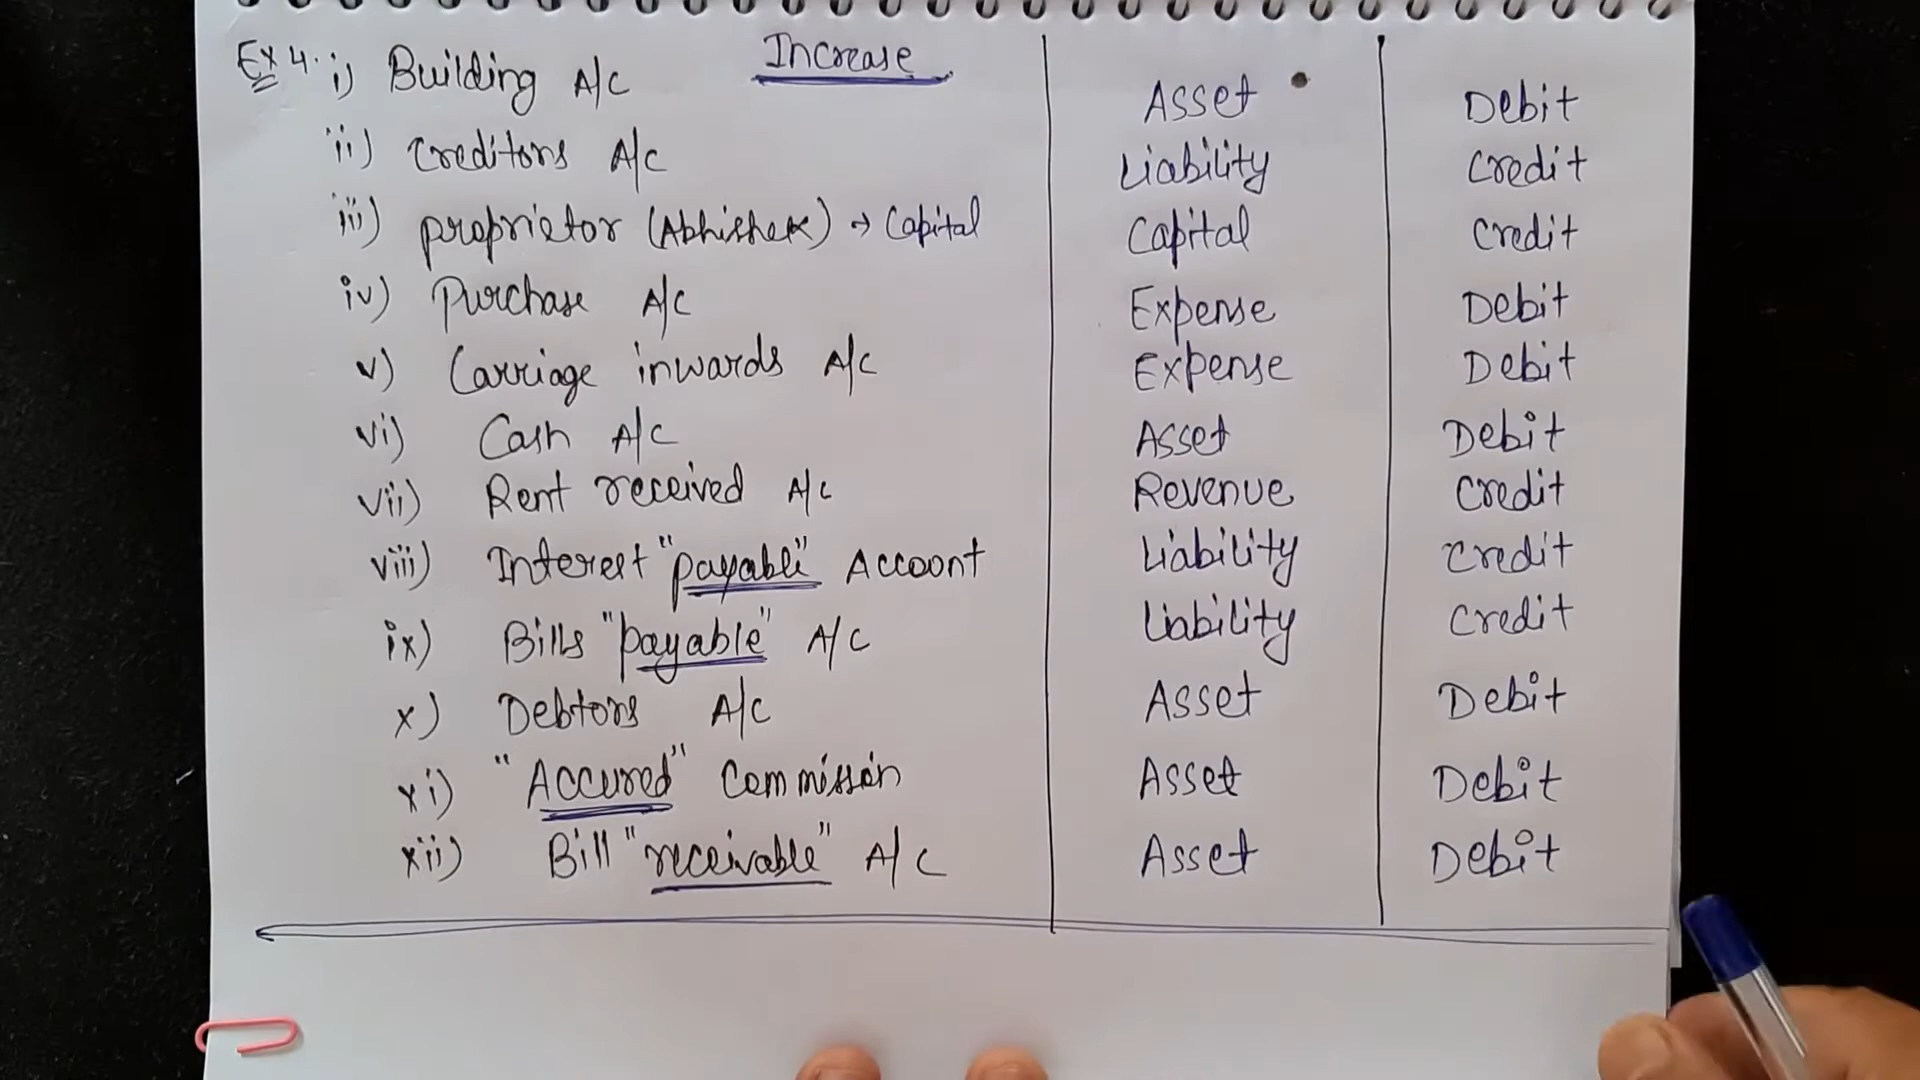 Ex 4. i) Building A/C Increase Asset Debit
ii) Creditors A/C Liability Credit
iii) proprietor (Abhishek) → Capital Capital Credit
iv) Purchase A/C Expense Debit
v) Carriage inwards A/C Expense Debit
vi) Cash A/C Asset Debit
vii) Rent received A/C Revenue Credit
viii) Interest "payable" Account Liability Credit
ix) Bills "payable" A/C Liability Credit
x) Debtors A/C Asset Debit
xi) "Accured" Commission Asset Debit
xii) Bill "receivable" A/C Asset Debit